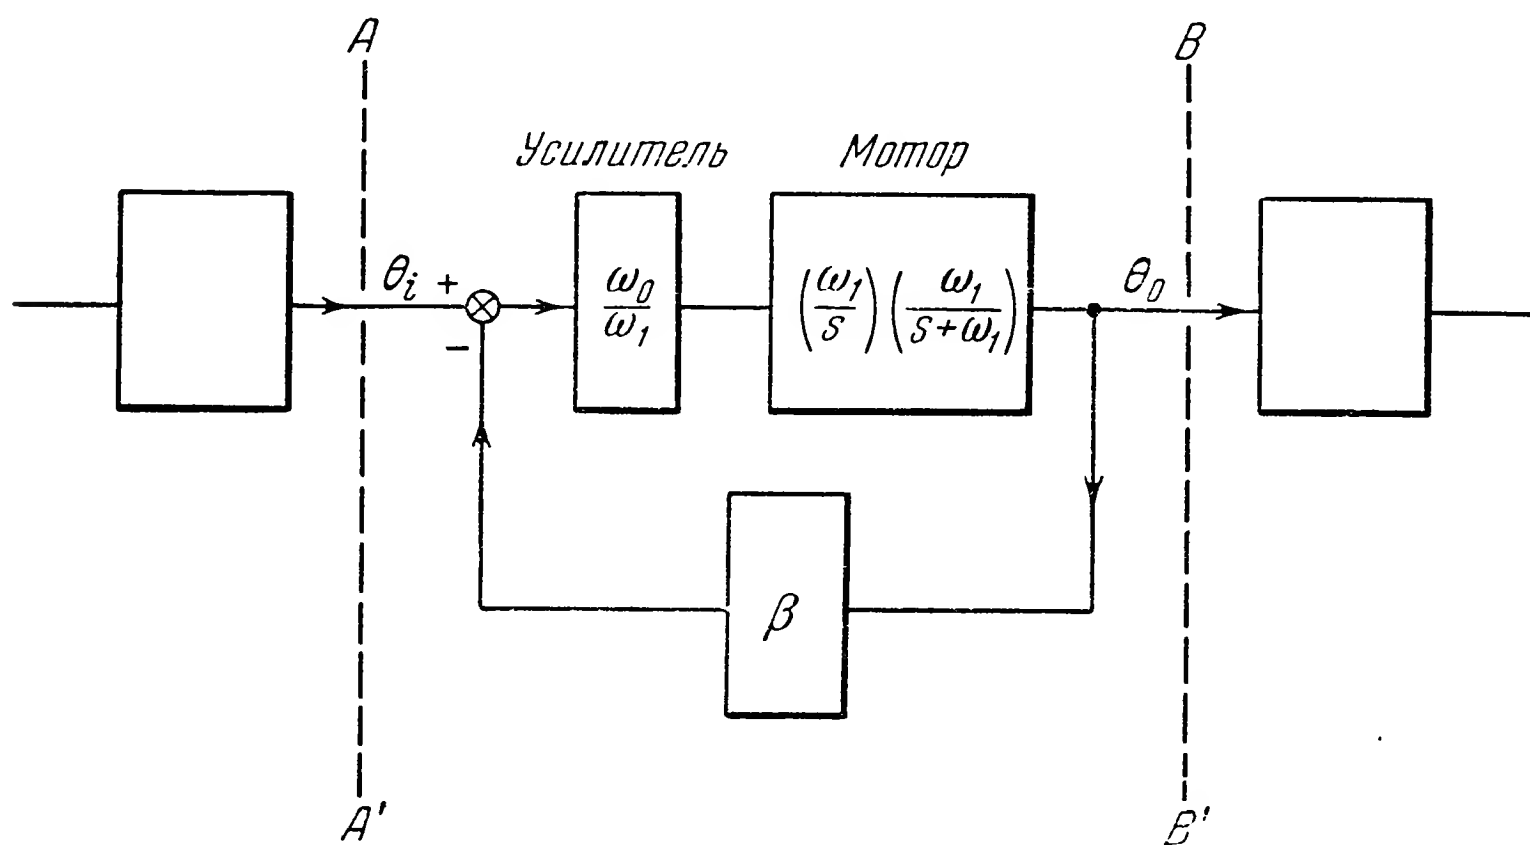 A B
Усилитель Мотор
θi + ω0/ω1 (ω1/s)(ω1/(s+ω1)) θ0
−
β
A' B'